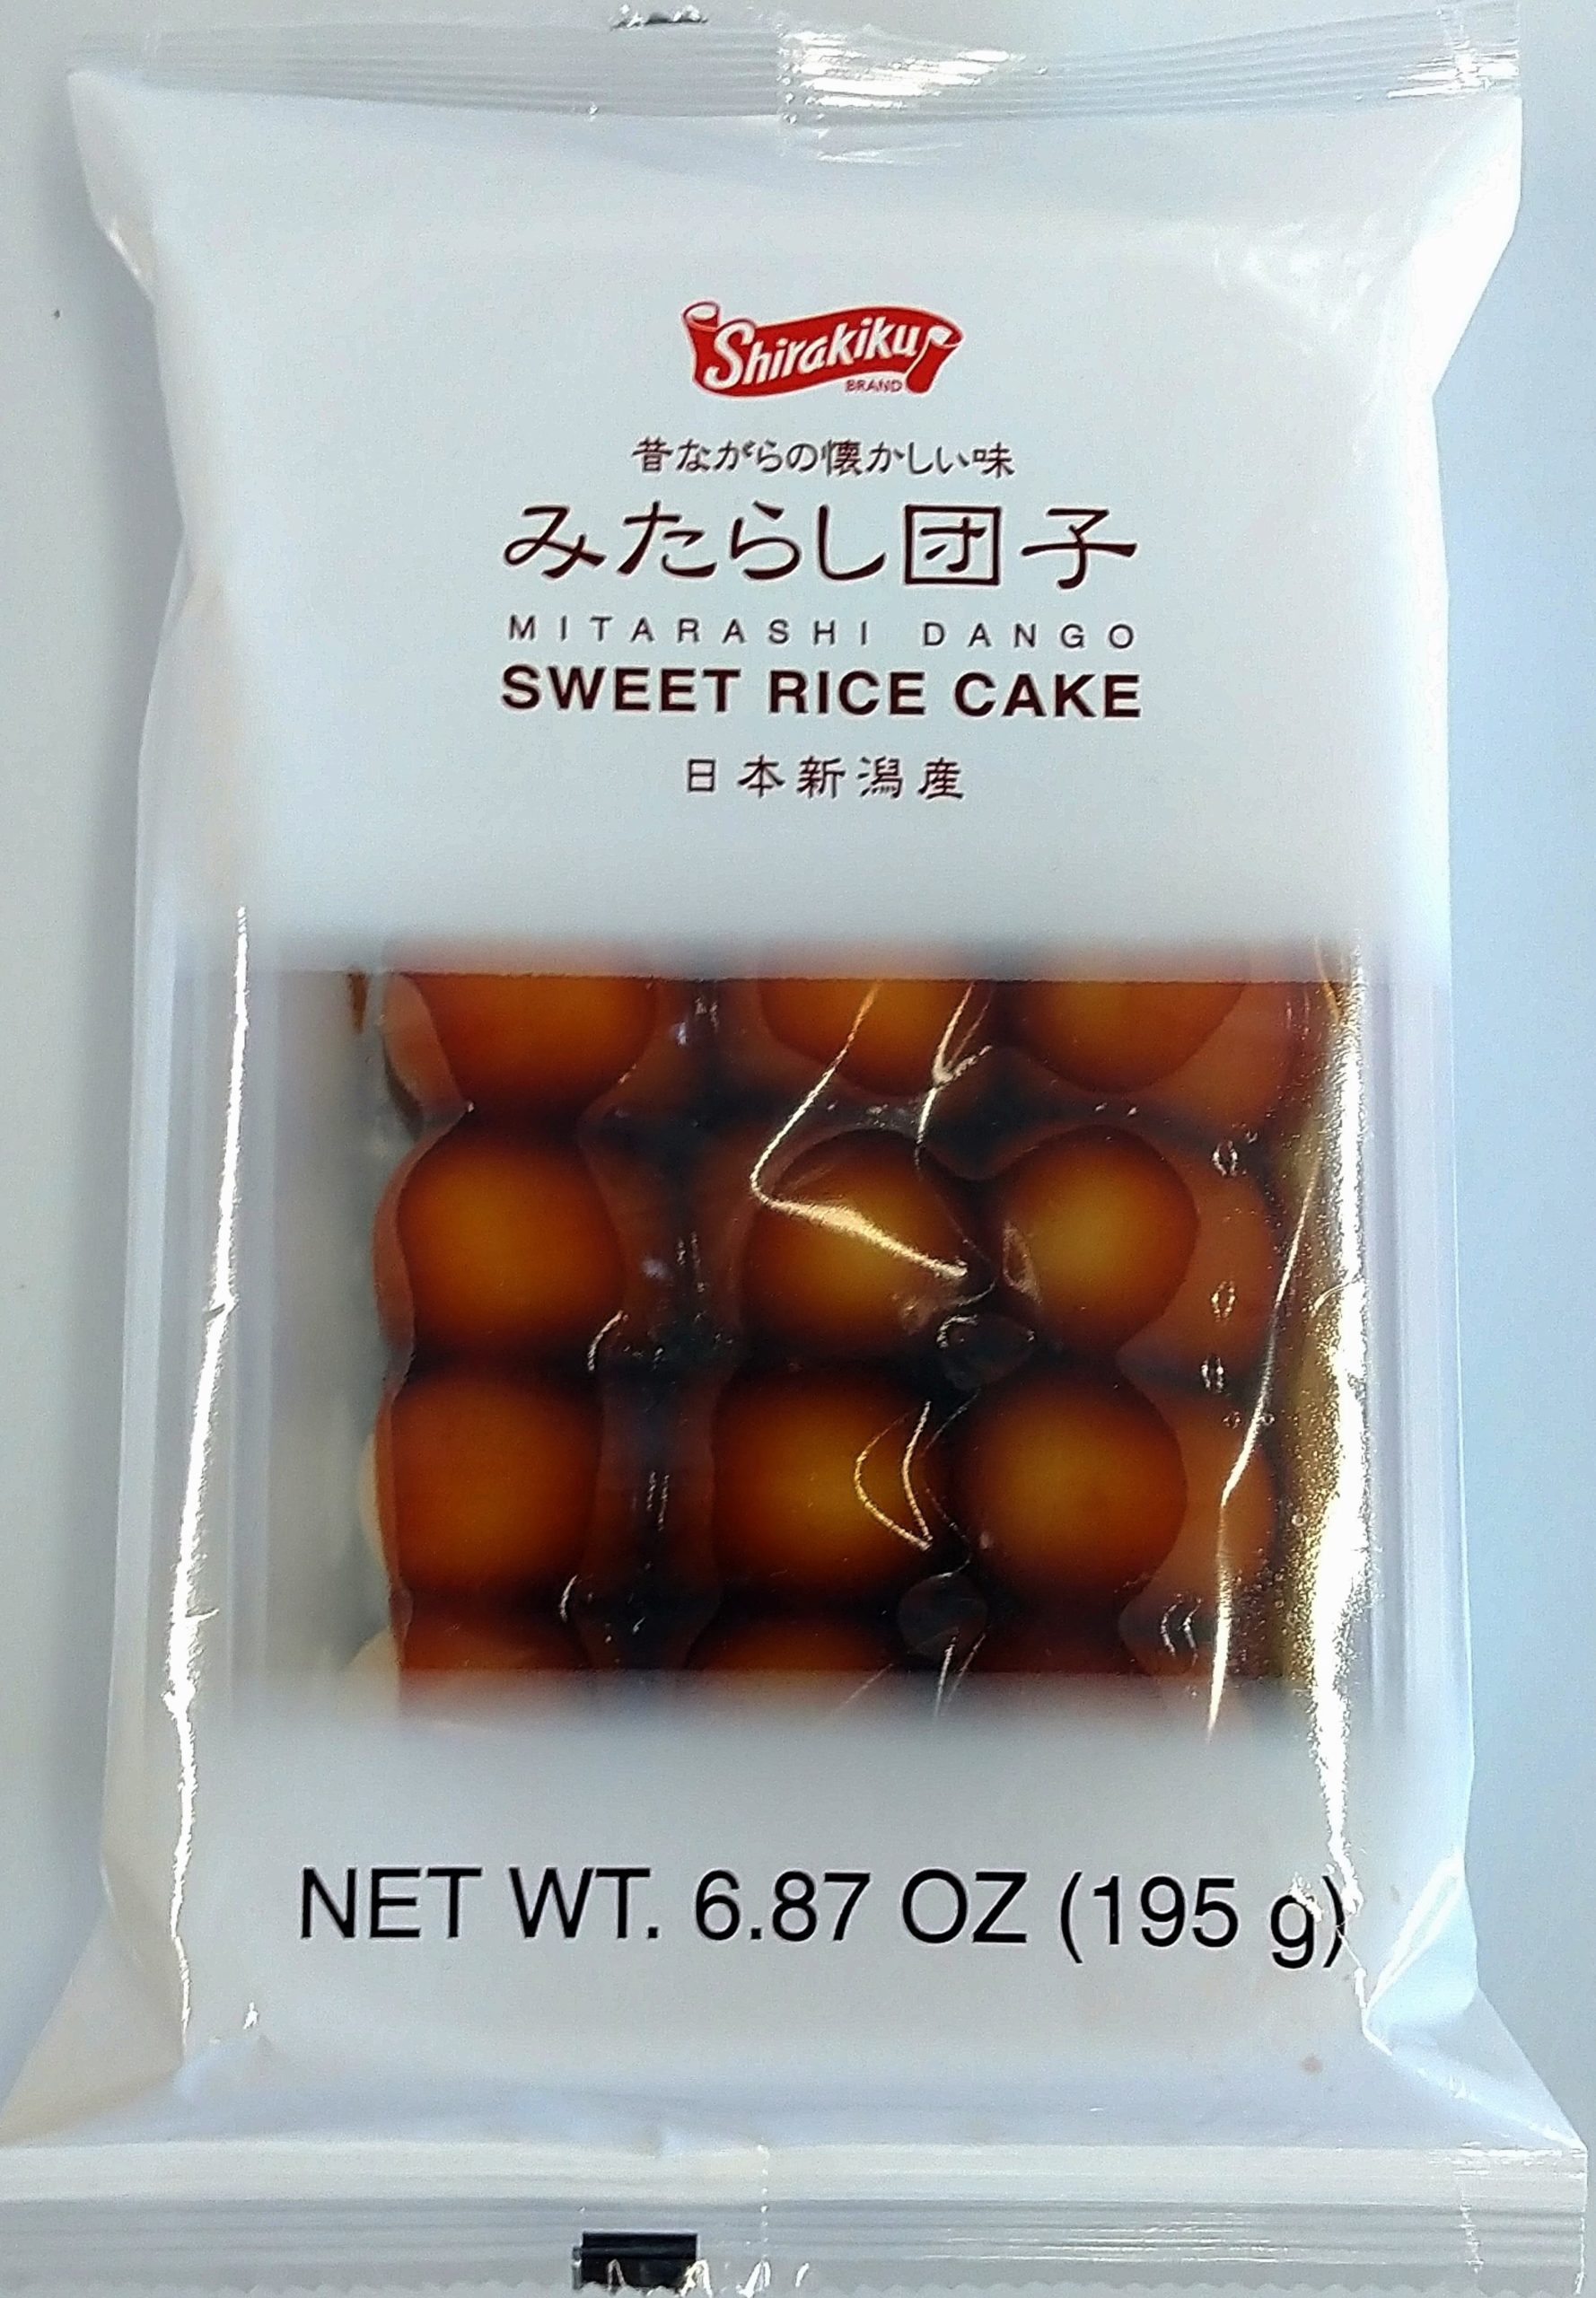 Shirakiku
BRAND
昔ながらの懐かしい味
みたらし団子
MITARASHI DANGO
SWEET RICE CAKE
日本新潟産
NET WT. 6.87 OZ (195 g)